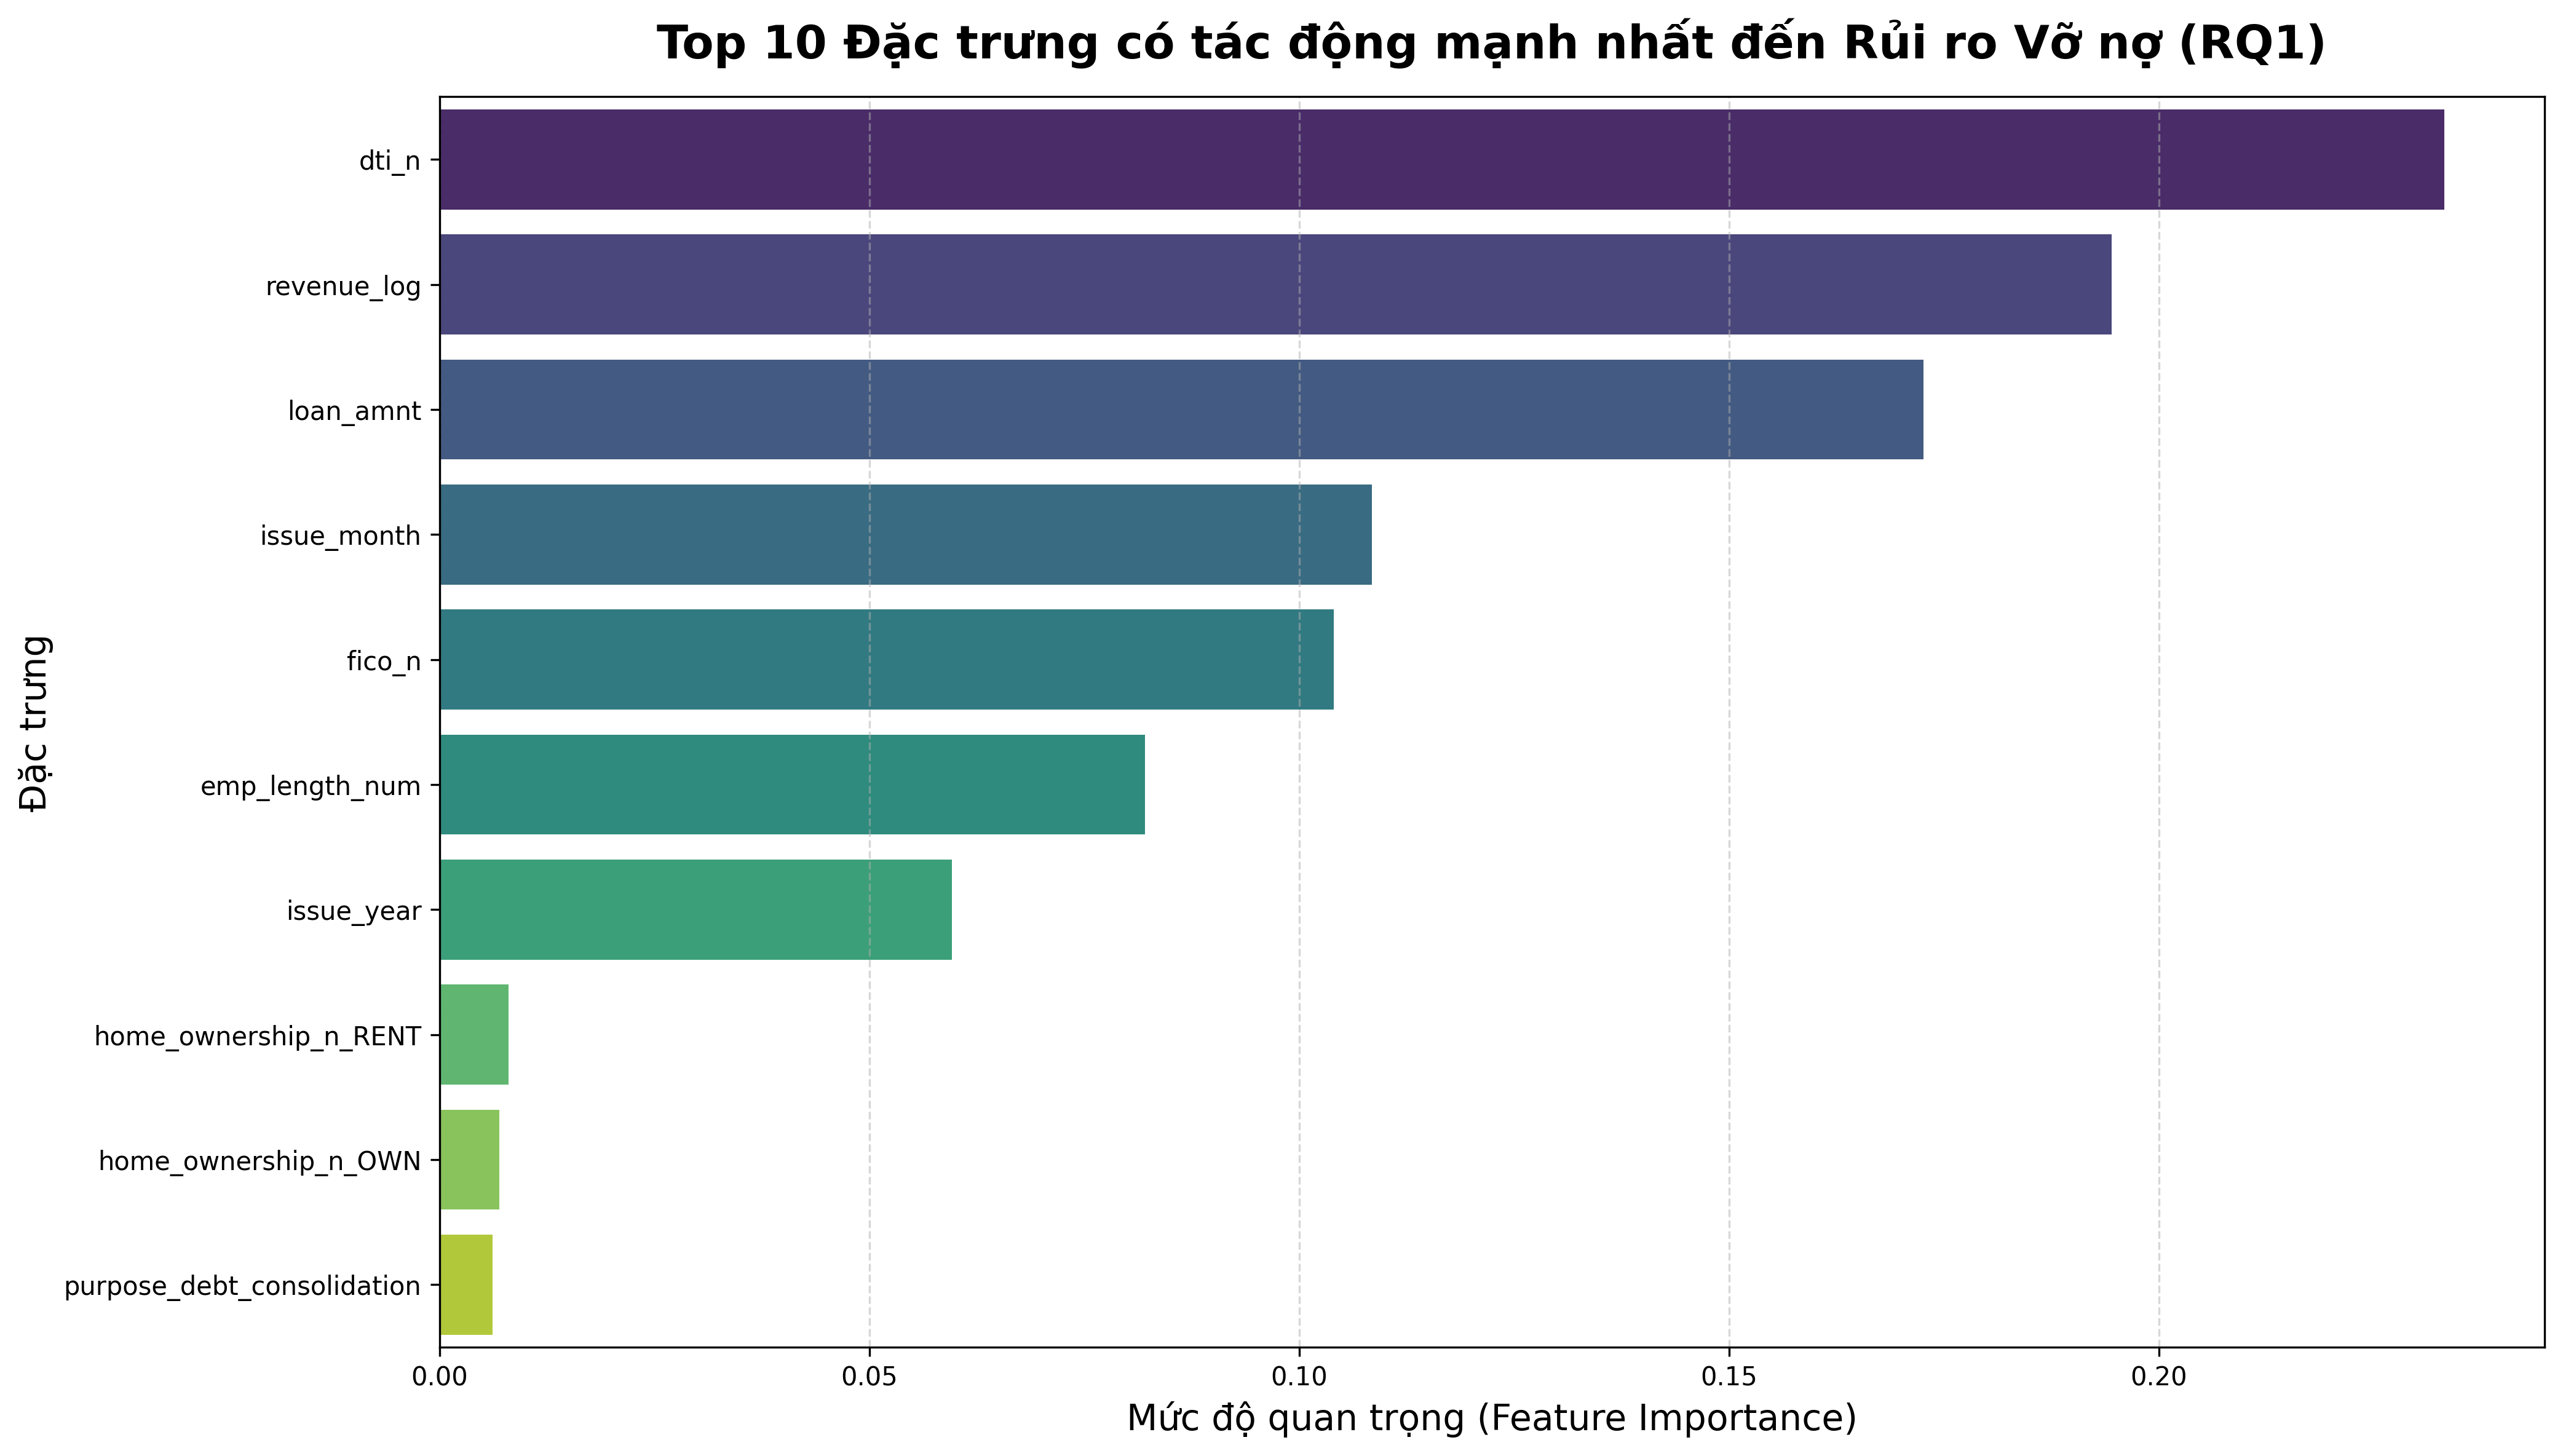 Top 10 Đặc trưng có tác động mạnh nhất đến Rủi ro Vỡ nợ (RQ1)
Đặc trưng
dti_n
revenue_log
loan_amnt
issue_month
fico_n
emp_length_num
issue_year
home_ownership_n_RENT
home_ownership_n_OWN
purpose_debt_consolidation
0.00 0.05 0.10 0.15 0.20
Mức độ quan trọng (Feature Importance)